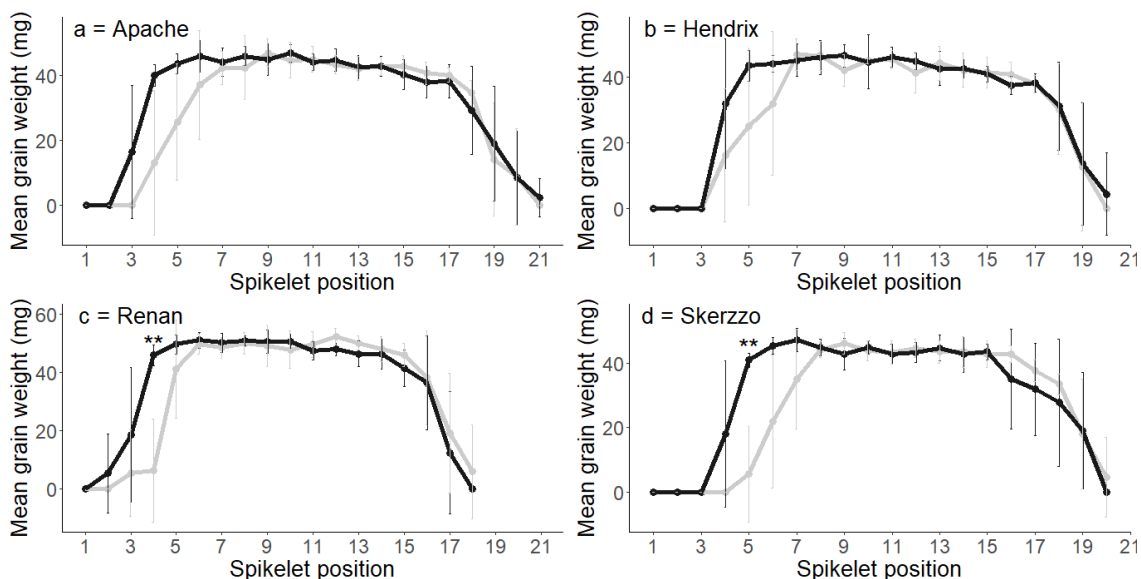 a = Apache
Mean grain weight (mg)
40
20
0
1 3 5 7 9 11 13 15 17 19 21
Spikelet position
b = Hendrix
Mean grain weight (mg)
40
20
0
1 3 5 7 9 11 13 15 17 19 21
Spikelet position
c = Renan
**
Mean grain weight (mg)
60
40
20
0
1 3 5 7 9 11 13 15 17 19 21
Spikelet position
d = Skerzzo
**
Mean grain weight (mg)
40
20
0
1 3 5 7 9 11 13 15 17 19 21
Spikelet position